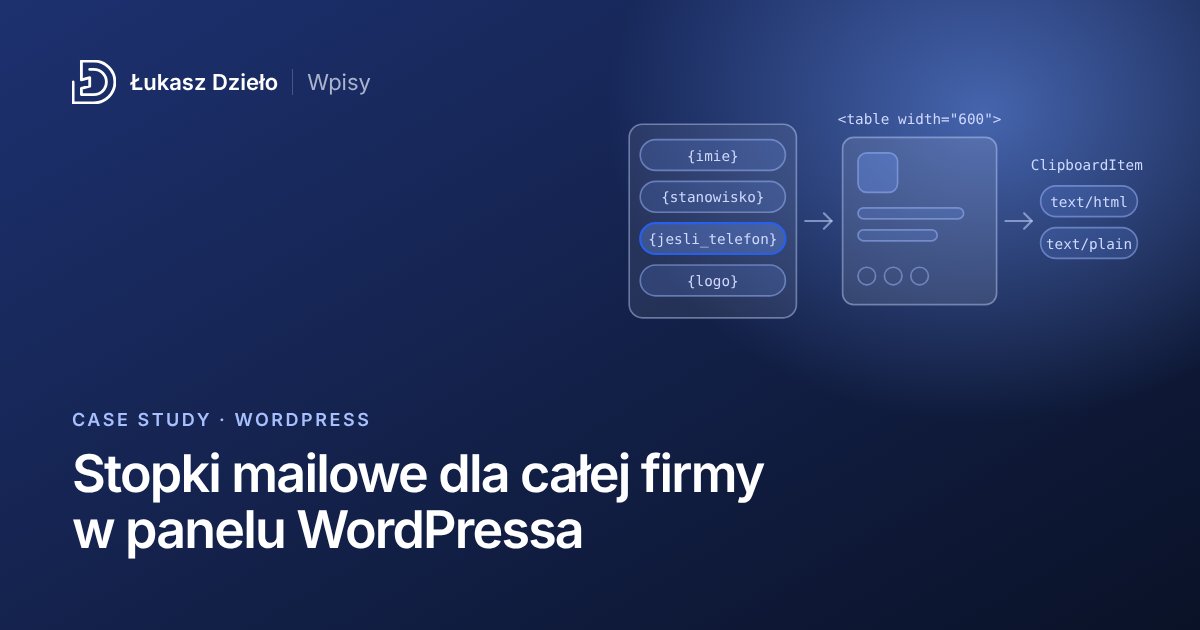 Łukasz Dzieło | Wpisy
<table width="600">
{imie}
{stanowisko}
{jesli_telefon}
{logo}
ClipboardItem
text/html
text/plain
CASE STUDY · WORDPRESS
Stopki mailowe dla całej firmy
w panelu WordPressa